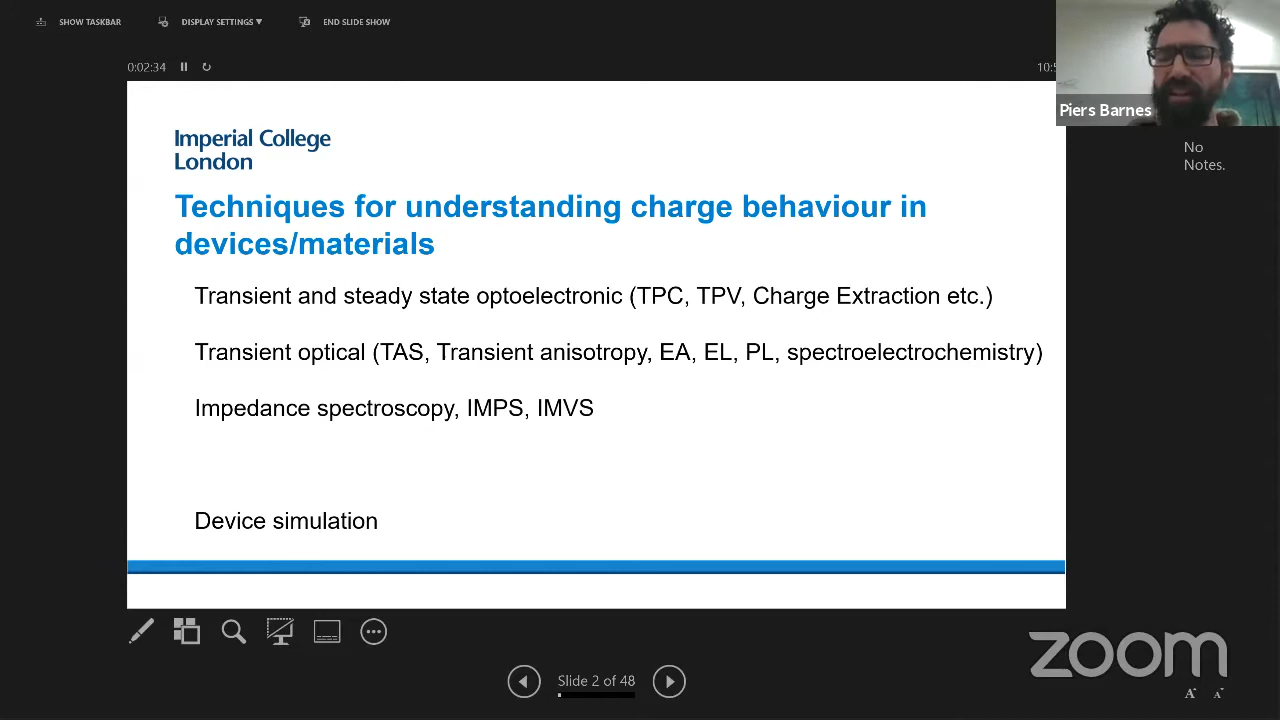 SHOW TASKBAR
DISPLAY SETTINGS
END SLIDE SHOW
0:02:34
10:5
Piers Barnes
No
Notes.
Imperial College
London
Techniques for understanding charge behaviour in
devices/materials
Transient and steady state optoelectronic (TPC, TPV, Charge Extraction etc.)
Transient optical (TAS, Transient anisotropy, EA, EL, PL, spectroelectrochemistry)
Impedance spectroscopy, IMPS, IMVS
Device simulation
zoom
Slide 2 of 48
A A